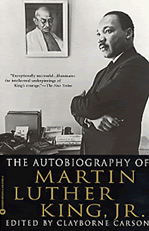 "Exceptionally successful...Illuminates
the intellectual underpinnings of
King's courage." —The New Yorker
THE AUTOBIOGRAPHY OF
MARTIN
LUTHER
KING, JR.
EDITED BY CLAYBORNE CARSON